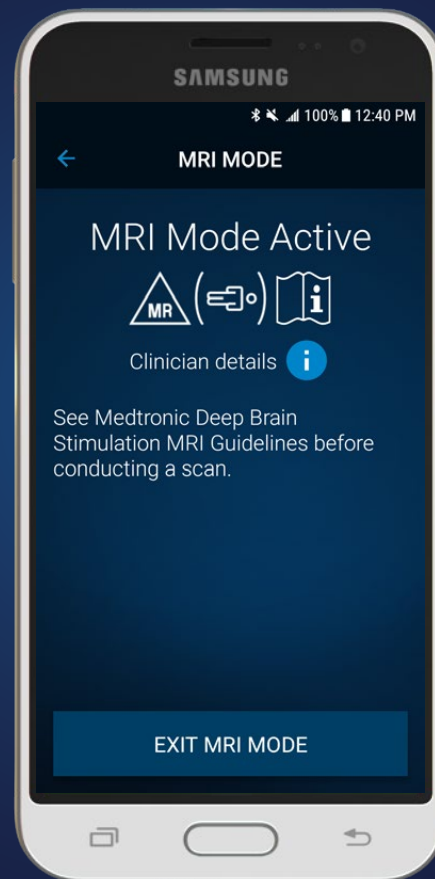 SAMSUNG
100% 12:40 PM
MRI MODE
MRI Mode Active
MR i
Clinician details i
See Medtronic Deep Brain
Stimulation MRI Guidelines before
conducting a scan.
EXIT MRI MODE